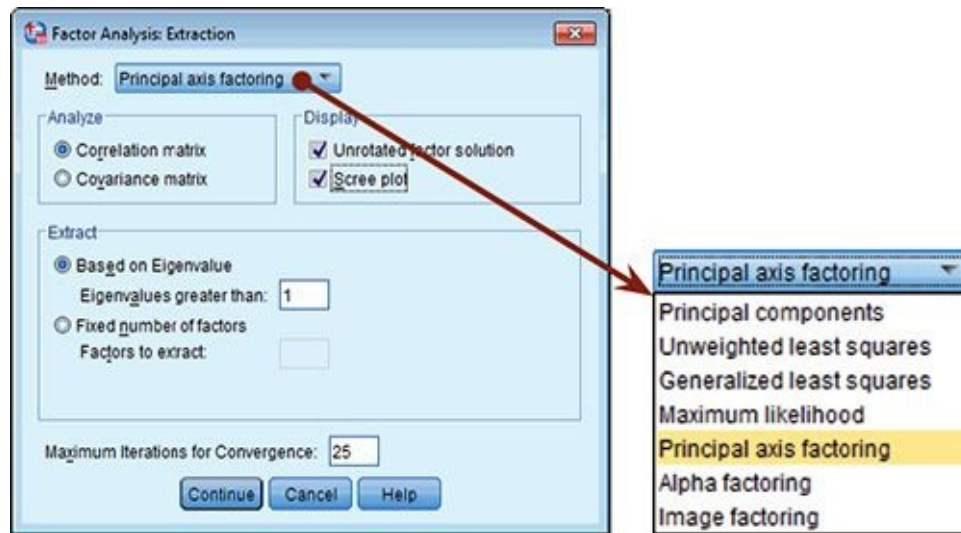 Factor Analysis: Extraction
Method: Principal axis factoring
Analyze
Correlation matrix
Covariance matrix
Display
Unrotated factor solution
Scree plot
Extract
Based on Eigenvalue
Eigenvalues greater than: 1
Fixed number of factors
Factors to extract:
Maximum Iterations for Convergence: 25
Continue Cancel Help
Principal axis factoring
Principal components
Unweighted least squares
Generalized least squares
Maximum likelihood
Principal axis factoring
Alpha factoring
Image factoring